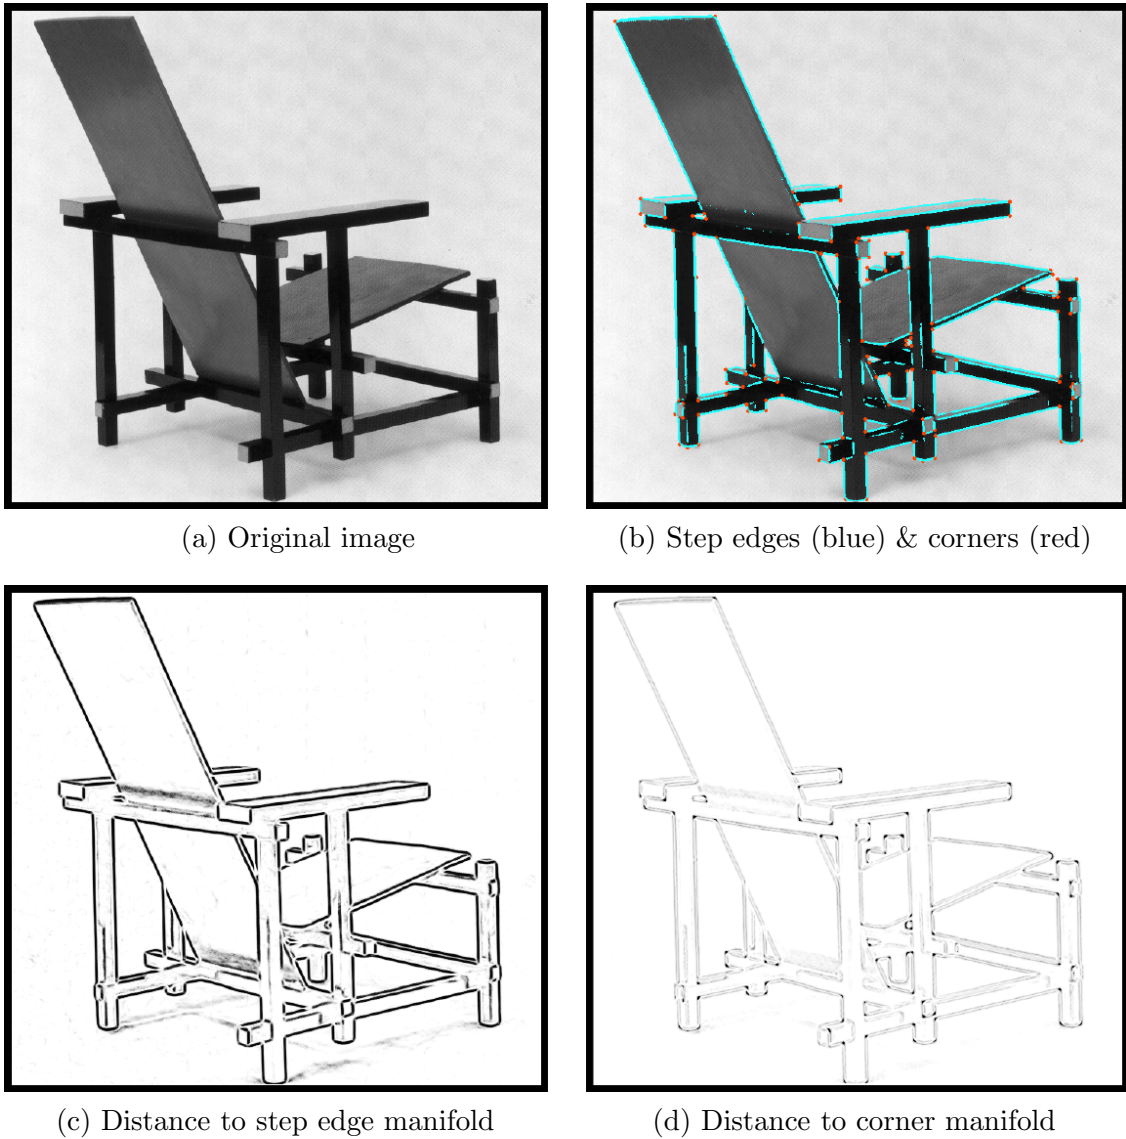 (a) Original image
(b) Step edges (blue) & corners (red)
(c) Distance to step edge manifold
(d) Distance to corner manifold